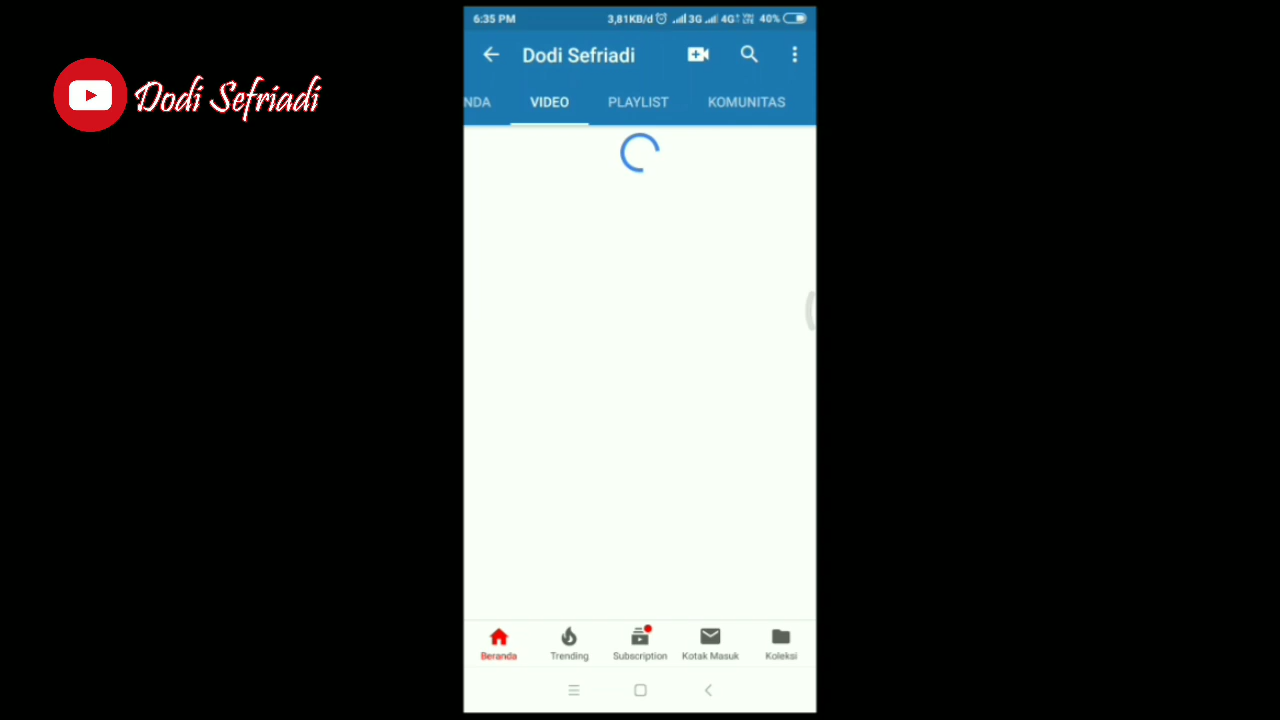 6:35 PM 3,81KB/d 3G 4G VoLTE 40%
Dodi Sefriadi
Dodi Sefriadi
NDA VIDEO PLAYLIST KOMUNITAS
Beranda Trending Subscription Kotak Masuk Koleksi